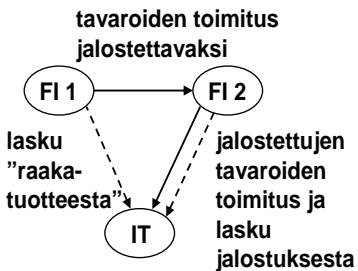 tavaroiden toimitus
jalostettavaksi
FI 1
FI 2
lasku
”raaka-
tuotteesta”
jalostettujen
tavaroiden
toimitus ja
lasku
jalostuksesta
IT